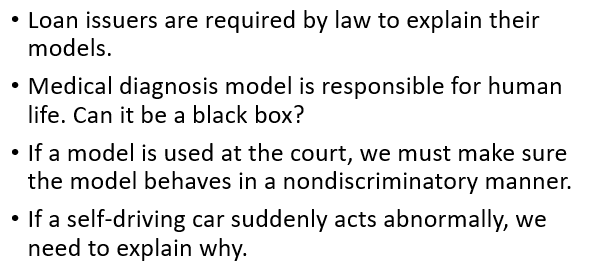 • Loan issuers are required by law to explain their
models.
• Medical diagnosis model is responsible for human
life. Can it be a black box?
• If a model is used at the court, we must make sure
the model behaves in a nondiscriminatory manner.
• If a self-driving car suddenly acts abnormally, we
need to explain why.